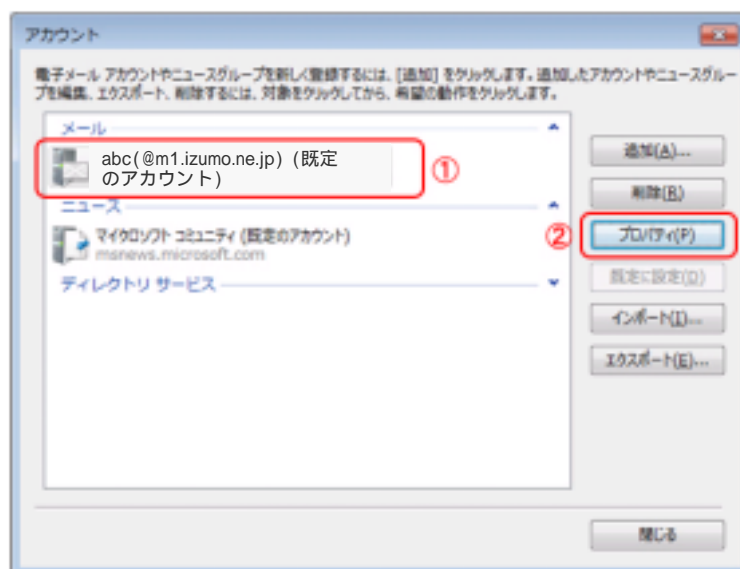 アカウント
電子メール アカウントやニュースグループを新しく登録するには、[追加] をクリックします。追加したアカウントやニュースグルー
プを編集、エクスポート、削除するには、対象をクリックしてから、希望の動作をクリックします。
メール
abc(@m1.izumo.ne.jp) (既定
のアカウント)
①
追加(A)...
削除(R)
ニュース
マイクロソフト コミュニティ (既定のアカウント)
msnews.microsoft.com
②
プロパティ(P)
ディレクトリ サービス
既定に設定(D)
インポート(I)...
エクスポート(E)...
閉じる